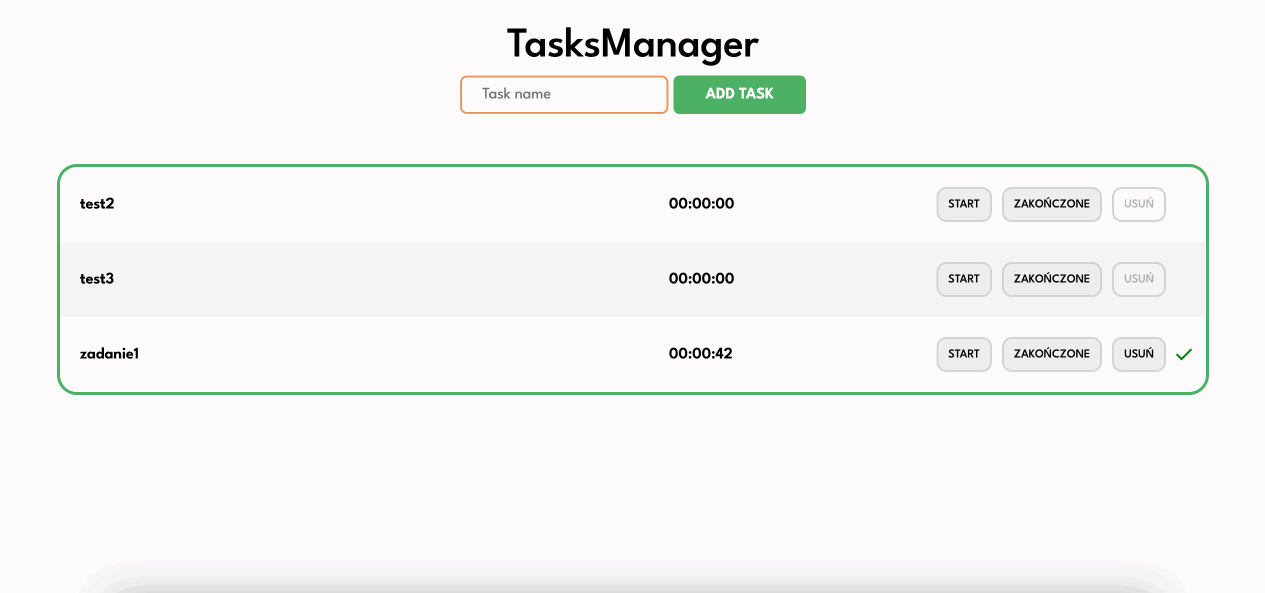 TasksManager
Task name ADD TASK
test2 00:00:00 START ZAKOŃCZONE USUŃ
test3 00:00:00 START ZAKOŃCZONE USUŃ
zadanie1 00:00:42 START ZAKOŃCZONE USUŃ